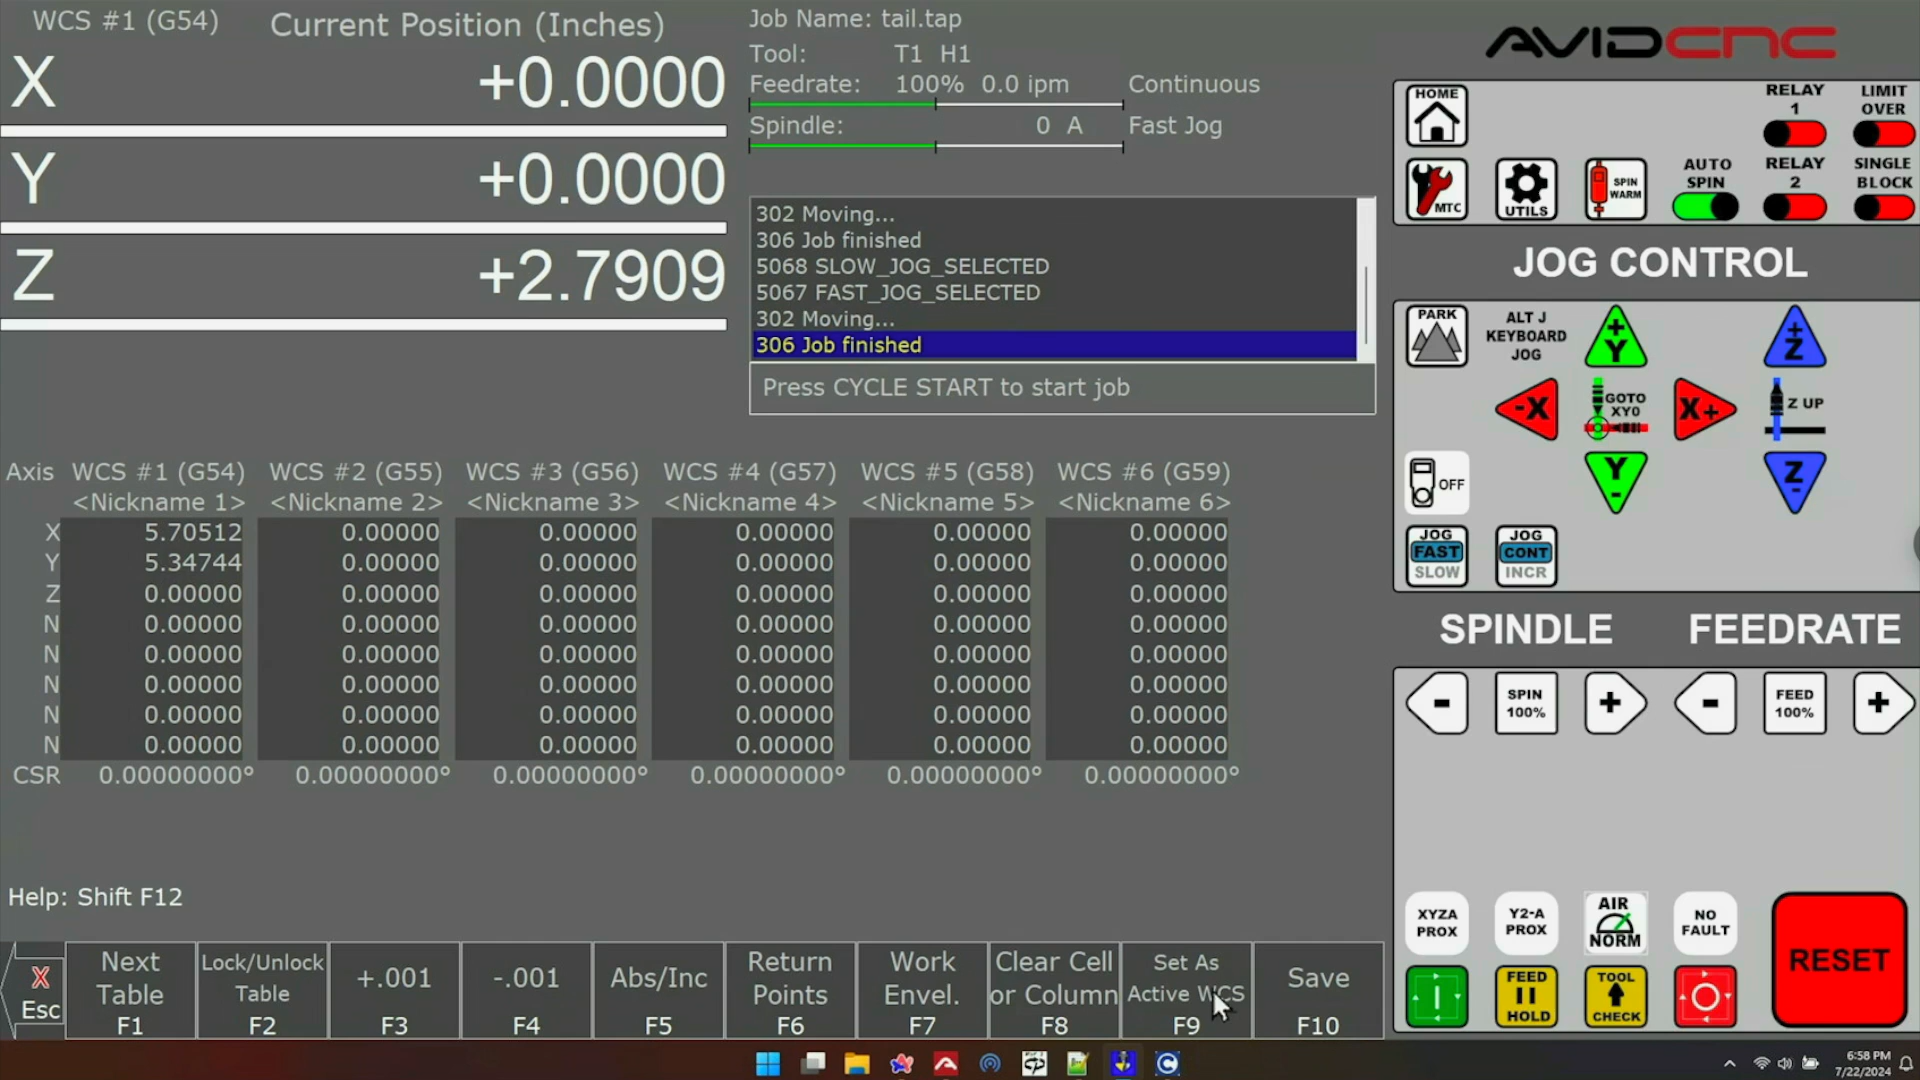 WCS #1 (G54)
Current Position (Inches)
X +0.0000
Y +0.0000
Z +2.7909
Job Name: tail.tap
Tool: T1 H1
Feedrate: 100% 0.0 ipm Continuous
Spindle: 0 A Fast Jog
302 Moving...
306 Job finished
5068 SLOW_JOG_SELECTED
5067 FAST_JOG_SELECTED
302 Moving...
306 Job finished
Press CYCLE START to start job
Axis WCS #1 (G54) WCS #2 (G55) WCS #3 (G56) WCS #4 (G57) WCS #5 (G58) WCS #6 (G59)
<Nickname 1> <Nickname 2> <Nickname 3> <Nickname 4> <Nickname 5> <Nickname 6>
X 5.70512 0.00000 0.00000 0.00000 0.00000 0.00000
Y 5.34744 0.00000 0.00000 0.00000 0.00000 0.00000
Z 0.00000 0.00000 0.00000 0.00000 0.00000 0.00000
N 0.00000 0.00000 0.00000 0.00000 0.00000 0.00000
N 0.00000 0.00000 0.00000 0.00000 0.00000 0.00000
N 0.00000 0.00000 0.00000 0.00000 0.00000 0.00000
N 0.00000 0.00000 0.00000 0.00000 0.00000 0.00000
N 0.00000 0.00000 0.00000 0.00000 0.00000 0.00000
CSR 0.00000000° 0.00000000° 0.00000000° 0.00000000° 0.00000000° 0.00000000°
Help: Shift F12
X
Esc
Next
Table
F1
Lock/Unlock
Table
F2
+.001
F3
-.001
F4
Abs/Inc
F5
Return
Points
F6
Work
Envel.
F7
Clear Cell
or Column
F8
Set As
Active WCS
F9
Save
F10
AVIDCNC
HOME
RELAY
1
LIMIT
OVER
MTC
UTILS
SPIN
WARM
AUTO
SPIN
RELAY
2
SINGLE
BLOCK
JOG CONTROL
PARK
ALT J
KEYBOARD
JOG
+
Y
+
Z
-X
GOTO
XY0
X+
Z UP
OFF
Y
-
Z
-
JOG
FAST
SLOW
JOG
CONT
INCR
SPINDLE FEEDRATE
-
SPIN
100%
+
-
FEED
100%
+
XYZA
PROX
Y2-A
PROX
AIR
NORM
NO
FAULT
RESET
FEED
HOLD
TOOL
CHECK
6:58 PM
7/22/2024